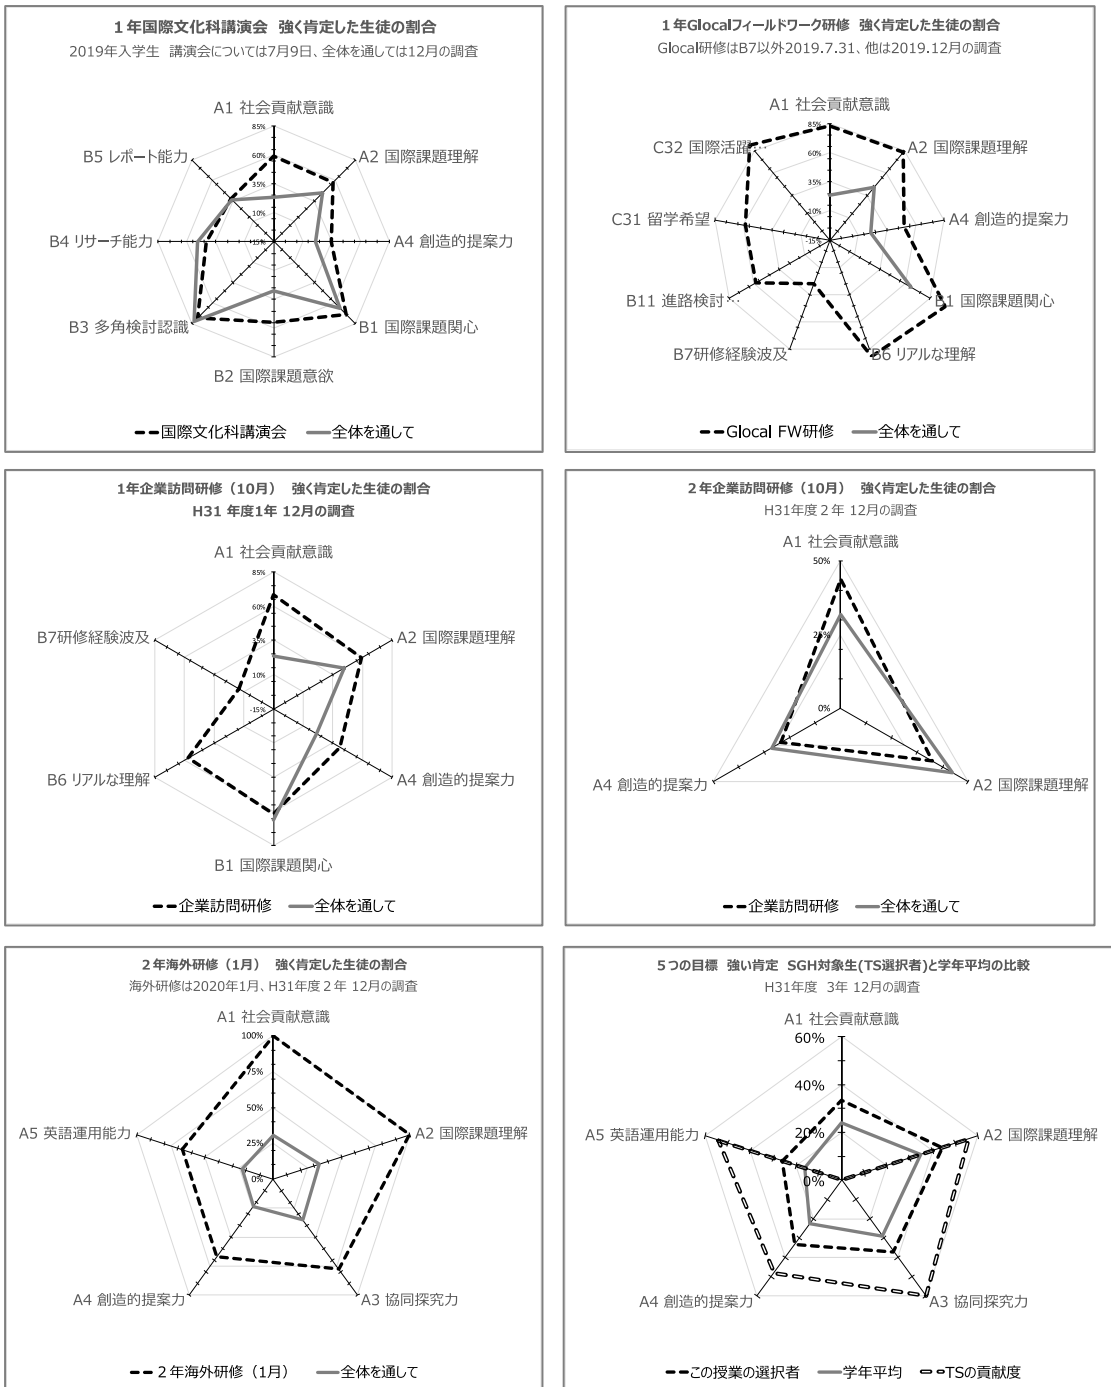 1年国際文化科講演会 強く肯定した生徒の割合
2019年入学生 講演会については7月9日、全体を通しては12月の調査
A1 社会貢献意識
85%
B5 レポート能力
60%
A2 国際課題理解
35%
10%
B4 リサーチ能力
-15%
A4 創造的提案力
B3 多角検討認識
B1 国際課題関心
B2 国際課題意欲
国際文化科講演会
全体を通して
1年Glocalフィールドワーク研修 強く肯定した生徒の割合
Glocal研修はB7以外2019.7.31、他は2019.12月の調査
A1 社会貢献意識
85%
C32 国際活躍…
60%
A2 国際課題理解
35%
C31 留学希望
10%
A4 創造的提案力
-15%
B11 進路検討…
B1 国際課題関心
B7研修経験波及
B6 リアルな理解
Glocal FW研修
全体を通して
1年企業訪問研修（10月） 強く肯定した生徒の割合
H31 年度1年 12月の調査
A1 社会貢献意識
85%
60%
B7研修経験波及
35%
A2 国際課題理解
10%
-15%
B6 リアルな理解
A4 創造的提案力
B1 国際課題関心
企業訪問研修
全体を通して
2年企業訪問研修（10月） 強く肯定した生徒の割合
H31年度２年 12月の調査
A1 社会貢献意識
50%
25%
0%
A4 創造的提案力
A2 国際課題理解
企業訪問研修
全体を通して
２年海外研修（1月） 強く肯定した生徒の割合
海外研修は2020年1月、H31年度２年 12月の調査
A1 社会貢献意識
100%
75%
50%
A5 英語運用能力
25%
A2 国際課題理解
0%
A4 創造的提案力
A3 協同探究力
２年海外研修（1月）
全体を通して
５つの目標 強い肯定 SGH対象生(TS選択者)と学年平均の比較
H31年度 3年 12月の調査
A1 社会貢献意識
60%
40%
A5 英語運用能力
20%
A2 国際課題理解
0%
A4 創造的提案力
A3 協同探究力
この授業の選択者
学年平均
TSの貢献度